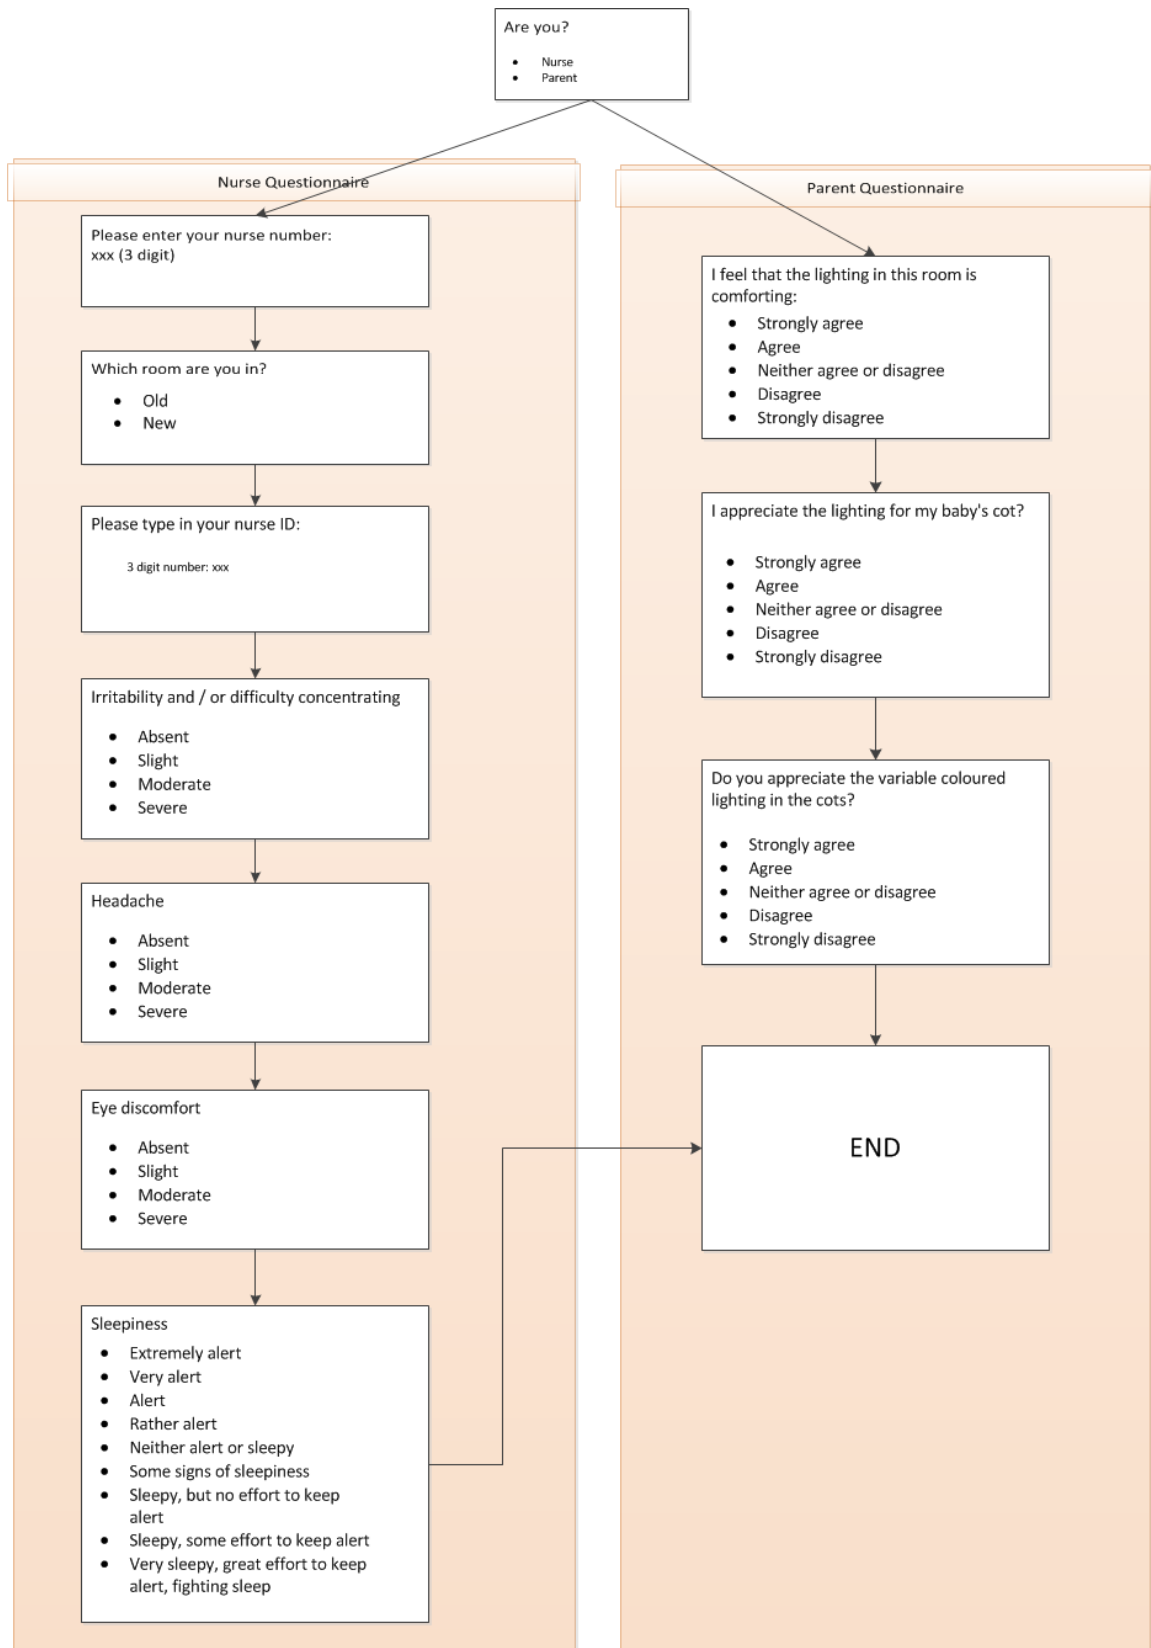 Are you?
• Nurse
• Parent
Nurse Questionnaire
Please enter your nurse number:
xxx (3 digit)
Which room are you in?
• Old
• New
Please type in your nurse ID:
3 digit number: xxx
Irritability and / or difficulty concentrating
• Absent
• Slight
• Moderate
• Severe
Headache
• Absent
• Slight
• Moderate
• Severe
Eye discomfort
• Absent
• Slight
• Moderate
• Severe
Sleepiness
• Extremely alert
• Very alert
• Alert
• Rather alert
• Neither alert or sleepy
• Some signs of sleepiness
• Sleepy, but no effort to keep
alert
• Sleepy, some effort to keep alert
• Very sleepy, great effort to keep
alert, fighting sleep
Parent Questionnaire
I feel that the lighting in this room is
comforting:
• Strongly agree
• Agree
• Neither agree or disagree
• Disagree
• Strongly disagree
I appreciate the lighting for my baby's cot?
• Strongly agree
• Agree
• Neither agree or disagree
• Disagree
• Strongly disagree
Do you appreciate the variable coloured
lighting in the cots?
• Strongly agree
• Agree
• Neither agree or disagree
• Disagree
• Strongly disagree
END